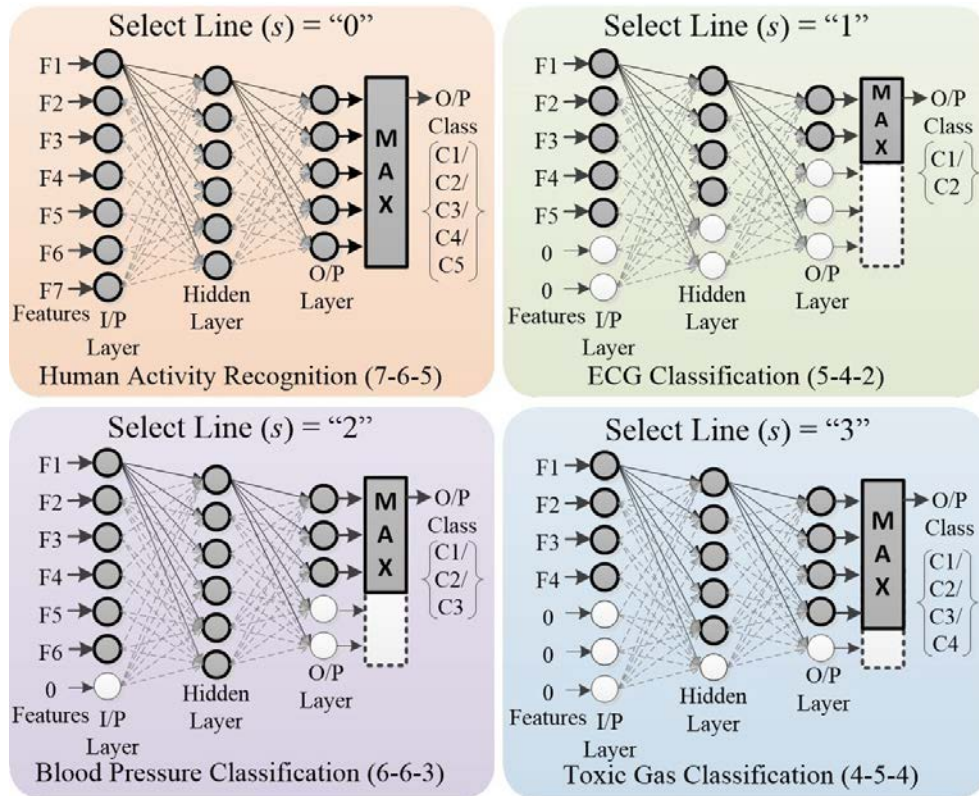 Select Line (s) = “0”
F1
F2
F3
F4
F5
F6
F7
Features
I/P
Layer
Hidden
Layer
O/P
Layer
MAX
O/P
Class
C1/
C2/
C3/
C4/
C5
Human Activity Recognition (7-6-5)
Select Line (s) = “1”
F1
F2
F3
F4
F5
0
0
Features
I/P
Layer
Hidden
Layer
O/P
Layer
MAX
O/P
Class
C1/
C2
ECG Classification (5-4-2)
Select Line (s) = “2”
F1
F2
F3
F4
F5
F6
0
Features
I/P
Layer
Hidden
Layer
O/P
Layer
MAX
O/P
Class
C1/
C2/
C3
Blood Pressure Classification (6-6-3)
Select Line (s) = “3”
F1
F2
F3
F4
0
0
0
Features
I/P
Layer
Hidden
Layer
O/P
Layer
MAX
O/P
Class
C1/
C2/
C3/
C4
Toxic Gas Classification (4-5-4)